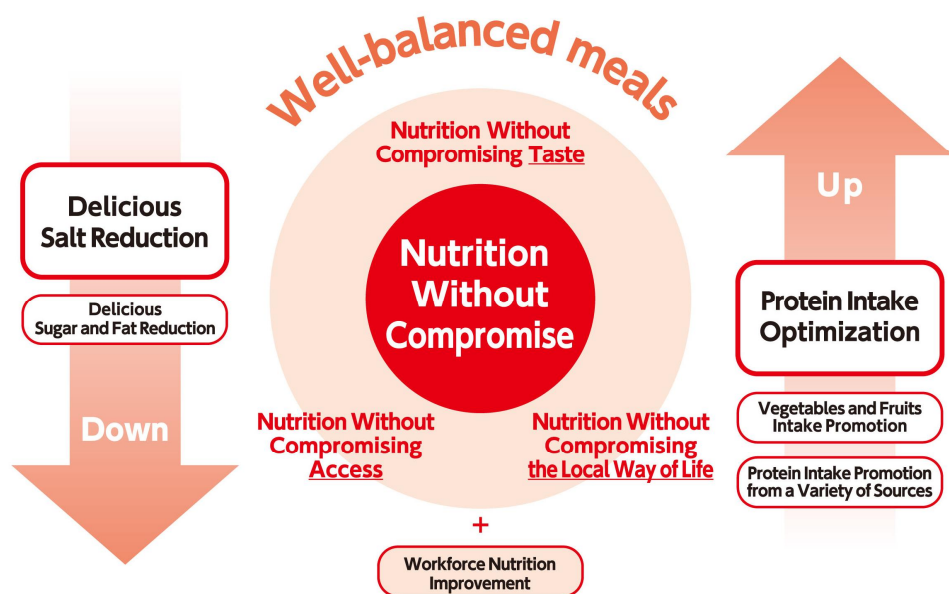 Well-balanced meals
Nutrition Without
Compromising Taste
Nutrition
Without
Compromise
Nutrition Without
Compromising
Access
Nutrition Without
Compromising
the Local Way of Life
+
Workforce Nutrition
Improvement
Delicious
Salt Reduction
Delicious
Sugar and Fat Reduction
Down
Up
Protein Intake
Optimization
Vegetables and Fruits
Intake Promotion
Protein Intake Promotion
from a Variety of Sources